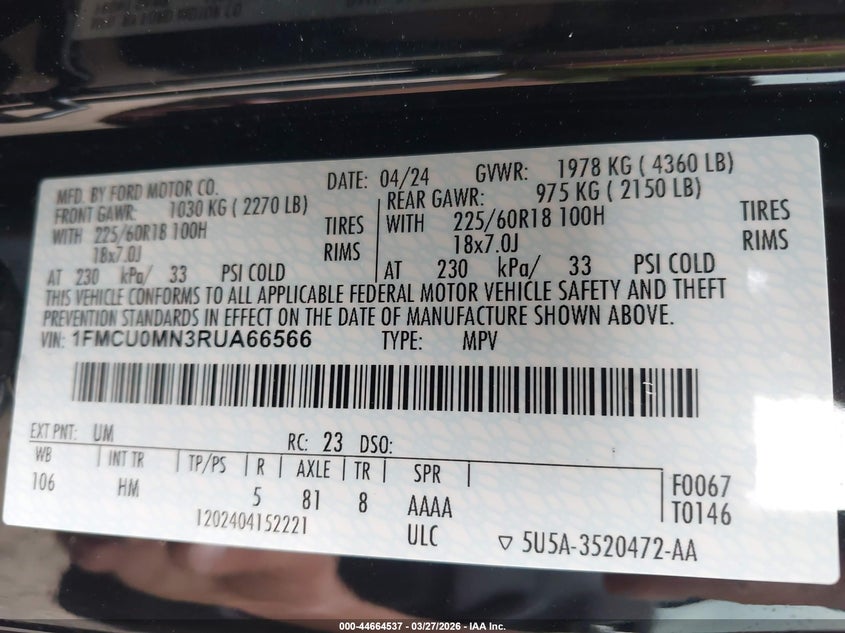 MFD. BY FORD MOTOR CO.
DATE: 04/24
GVWR: 1978 KG ( 4360 LB)
FRONT GAWR: 1030 KG ( 2270 LB)
REAR GAWR: 975 KG ( 2150 LB)
WITH 225/60R18 100H TIRES
WITH 225/60R18 100H TIRES
18x7.0J RIMS
18x7.0J RIMS
AT 230 kPa/ 33 PSI COLD
AT 230 kPa/ 33 PSI COLD
THIS VEHICLE CONFORMS TO ALL APPLICABLE FEDERAL MOTOR VEHICLE SAFETY AND THEFT
PREVENTION STANDARDS IN EFFECT ON THE DATE OF MANUFACTURE SHOWN ABOVE.
VIN: 1FMCU0MN3RUA66566
TYPE: MPV
EXT PNT: UM
RC: 23 DSO:
WB INT TR TP/PS R AXLE TR SPR
106 HM 5 81 8 AAAA
F0067
T0146
1202404152221
ULC
▽ 5U5A-3520472-AA
000-44664537 | 03/27/2026 - IAA Inc.